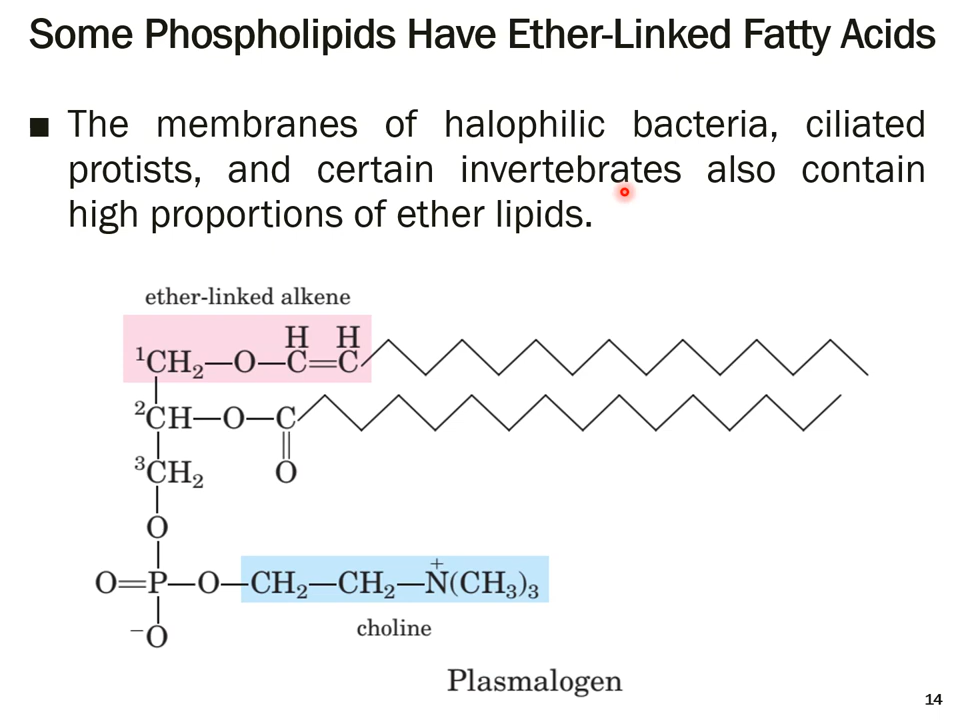 Some Phospholipids Have Ether-Linked Fatty Acids
■ The membranes of halophilic bacteria, ciliated
protists, and certain invertebrates also contain
high proportions of ether lipids.
ether-linked alkene
H H
¹CH₂—O—C=C
²CH—O—C
³CH₂ O
O
O=P—O—CH₂—CH₂—N⁺(CH₃)₃
⁻O
choline
Plasmalogen
14